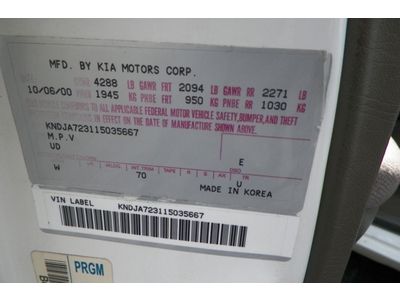 MFD. BY KIA MOTORS CORP.
4288 LB GAWR FRT 2094 LB GAWR RR 2271 LB
10/06/00 1945 KG PNBE FRT 950 KG PNBE RR 1030 KG
CONFORMS TO ALL APPLICABLE FEDERAL MOTOR VEHICLE SAFETY, BUMPER, AND THEFT
IN EFFECT ON THE DATE OF MANUFACTURE SHOWN ABOVE.
KNDJA723115035667
M.P.V
UD E
INT.TRIM TAPE
W 70 U
MADE IN KOREA
VIN LABEL KNDJA723115035667
PRGM